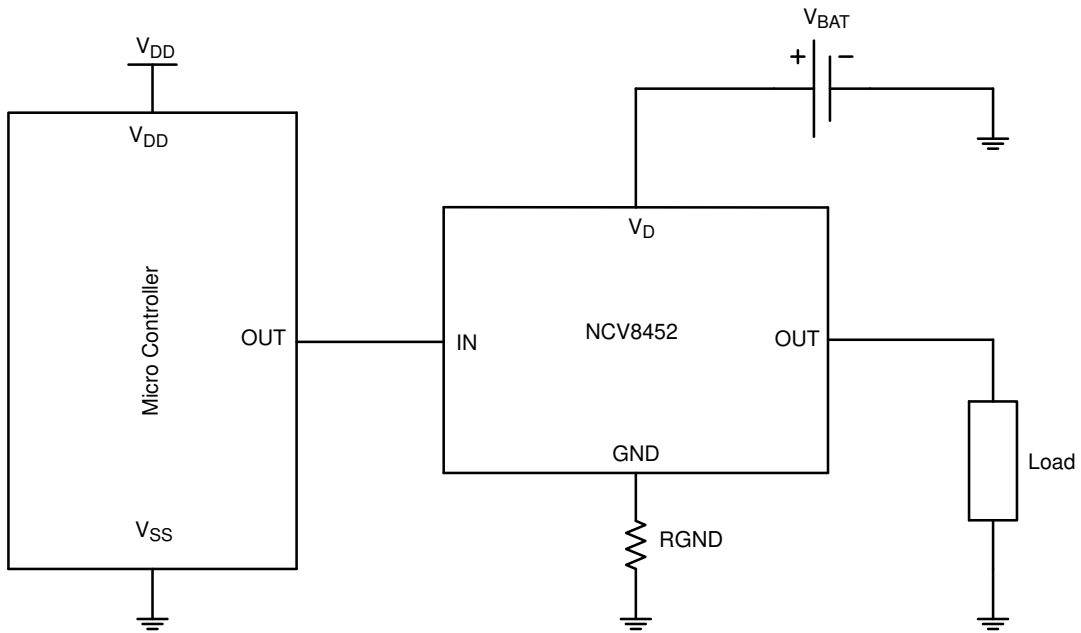 VBAT
+ −
VDD
VDD
Micro Controller
OUT
VSS
VD
IN
NCV8452
OUT
GND
RGND
Load